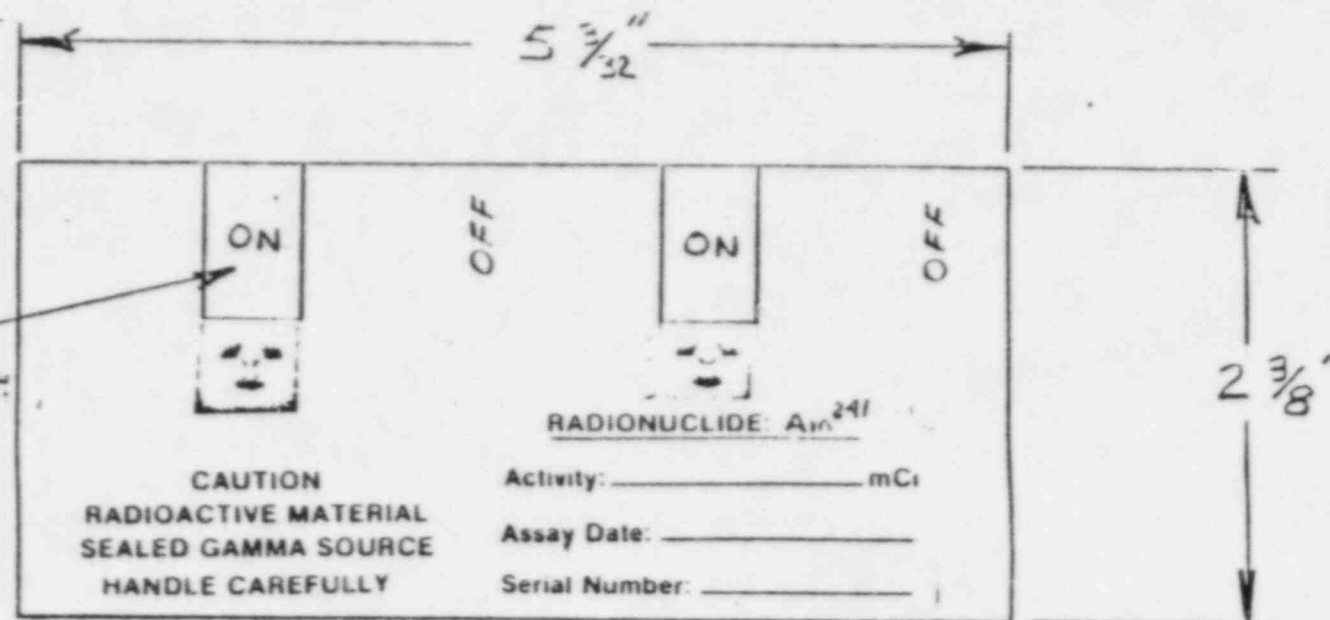 5 3/32"
ON OFF ON OFF
2 3/8"
RADIONUCLIDE: Am241
CAUTION
RADIOACTIVE MATERIAL
SEALED GAMMA SOURCE
HANDLE CAREFULLY
Activity: mCi
Assay Date:
Serial Number: